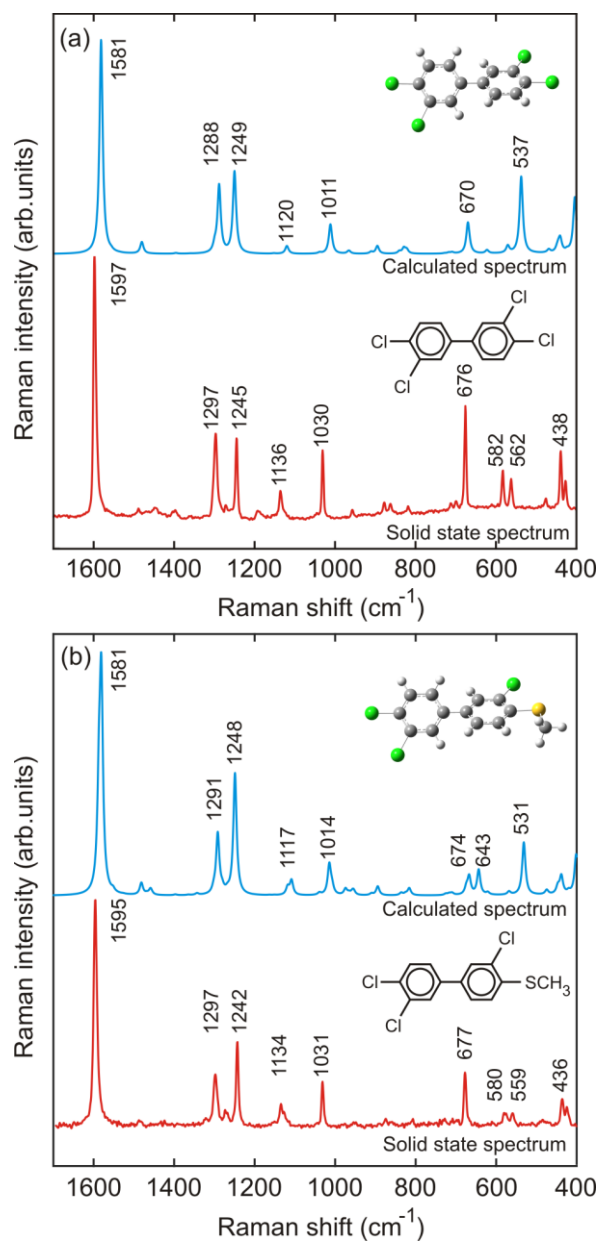 (a)
1581
1288
1249
1120
1011
670
537
Calculated spectrum
1597
1297
1245
1136
1030
676
582
562
438
Cl
Cl
Cl
Cl
Solid state spectrum
Raman intensity (arb.units)
1600 1400 1200 1000 800 600 400
Raman shift (cm⁻¹)
(b)
1581
1291
1248
1117
1014
674
643
531
Calculated spectrum
1595
1297
1242
1134
1031
677
580
559
436
Cl
Cl
Cl
SCH₃
Solid state spectrum
Raman intensity (arb.units)
1600 1400 1200 1000 800 600 400
Raman shift (cm⁻¹)